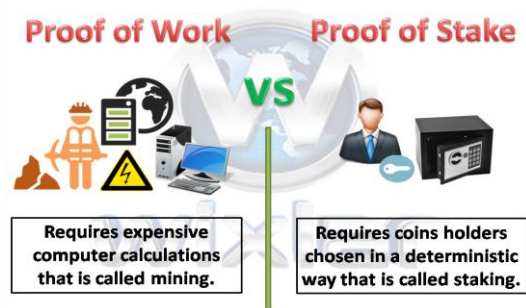 Proof of Work
Proof of Stake
VS
Requires expensive
computer calculations
that is called mining.
Requires coins holders
chosen in a deterministic
way that is called staking.
W
wixlar